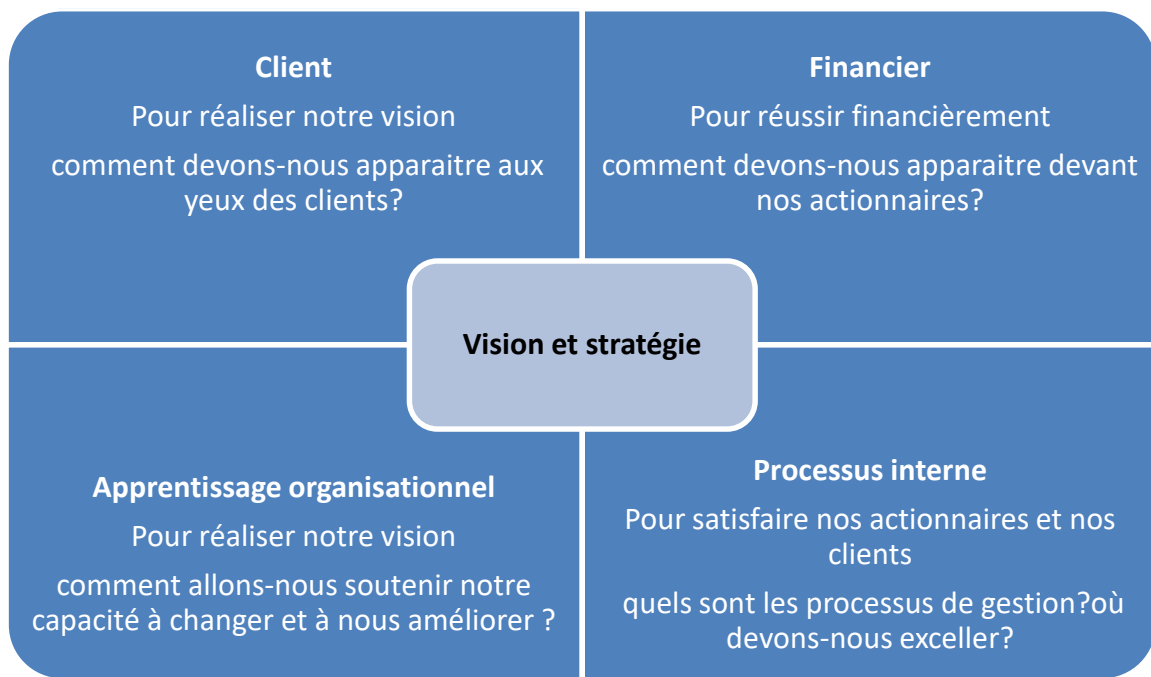 Client
Pour réaliser notre vision
comment devons-nous apparaitre aux
yeux des clients?
Financier
Pour réussir financièrement
comment devons-nous apparaitre devant
nos actionnaires?
Vision et stratégie
Apprentissage organisationnel
Pour réaliser notre vision
comment allons-nous soutenir notre
capacité à changer et à nous améliorer ?
Processus interne
Pour satisfaire nos actionnaires et nos
clients
quels sont les processus de gestion?où
devons-nous exceller?